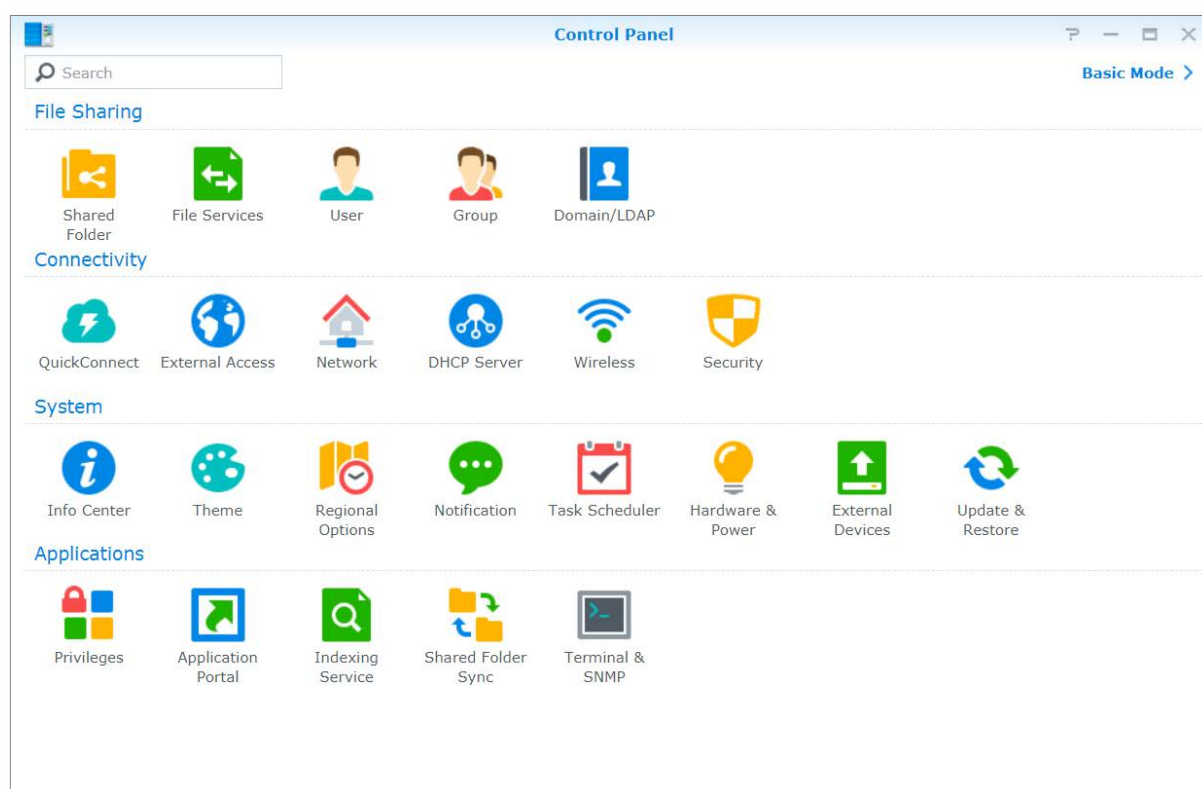 Control Panel
Search
Basic Mode
File Sharing
Shared Folder
File Services
User
Group
Domain/LDAP
Connectivity
QuickConnect
External Access
Network
DHCP Server
Wireless
Security
System
Info Center
Theme
Regional Options
Notification
Task Scheduler
Hardware & Power
External Devices
Update & Restore
Applications
Privileges
Application Portal
Indexing Service
Shared Folder Sync
Terminal & SNMP